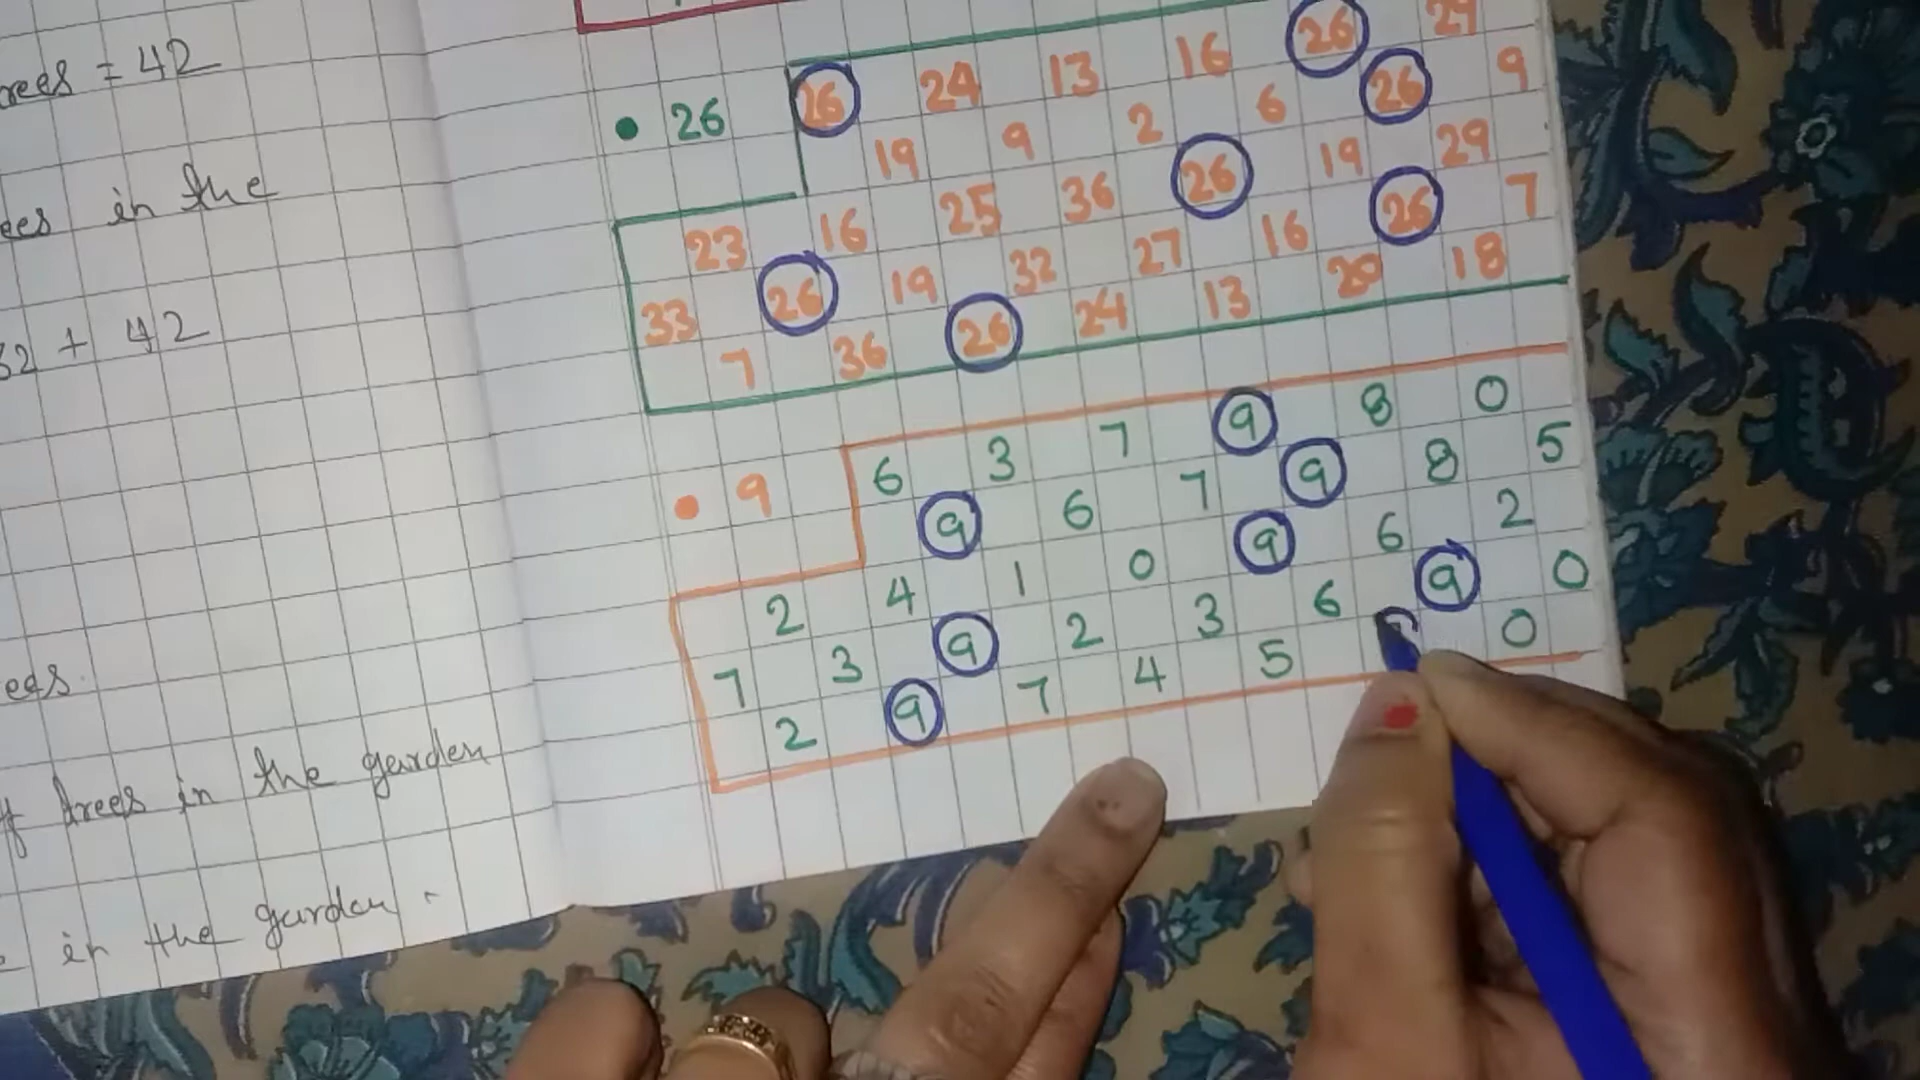 rees = 42
ees in the
32 + 42
ees.
f trees in the garden
e in the garden.
• 26
26 24 13 16 26 29
19 9 2 6 26 9
23 16 25 36 26 19 29
33 26 19 32 27 16 26 7
7 36 26 24 13 20 18
• 9
6 3 7 9 8 0
9 6 7 9 8 5
2 4 1 0 9 6 2
7 3 9 2 3 6 9 0
2 9 7 4 5 0